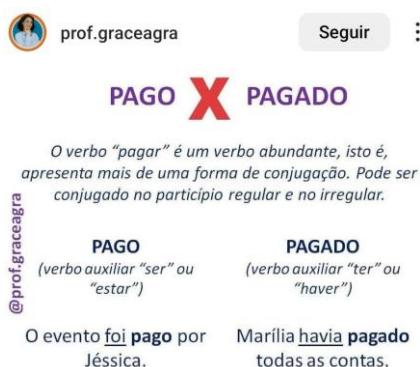 prof.graceagra
Seguir
PAGO X PAGADO
O verbo “pagar” é um verbo abundante, isto é,
apresenta mais de uma forma de conjugação. Pode ser
conjugado no particípio regular e no irregular.
@prof.graceagra
PAGO
(verbo auxiliar “ser” ou
“estar”)
O evento foi pago por
Jéssica.
PAGADO
(verbo auxiliar “ter” ou
“haver”)
Marília havia pagado
todas as contas.